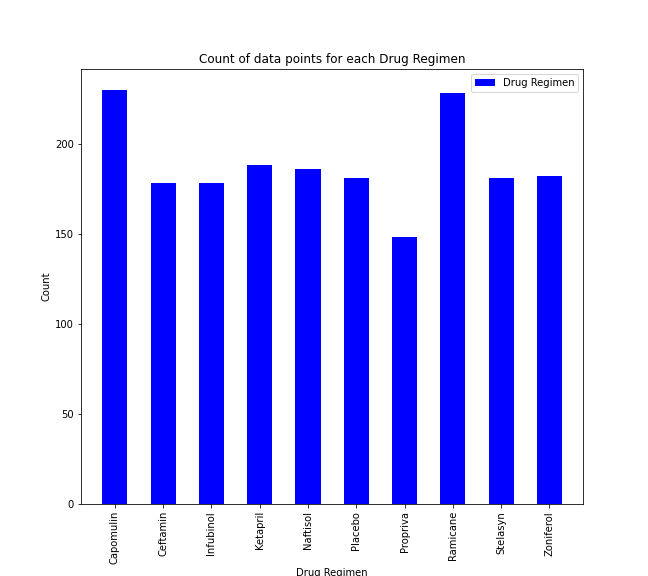 Count of data points for each Drug Regimen
Drug Regimen
200
150
100
50
0
Count
Capomulin
Ceftamin
Infubinol
Ketapril
Naftisol
Placebo
Propriva
Ramicane
Stelasyn
Zoniferol
Drug Regimen